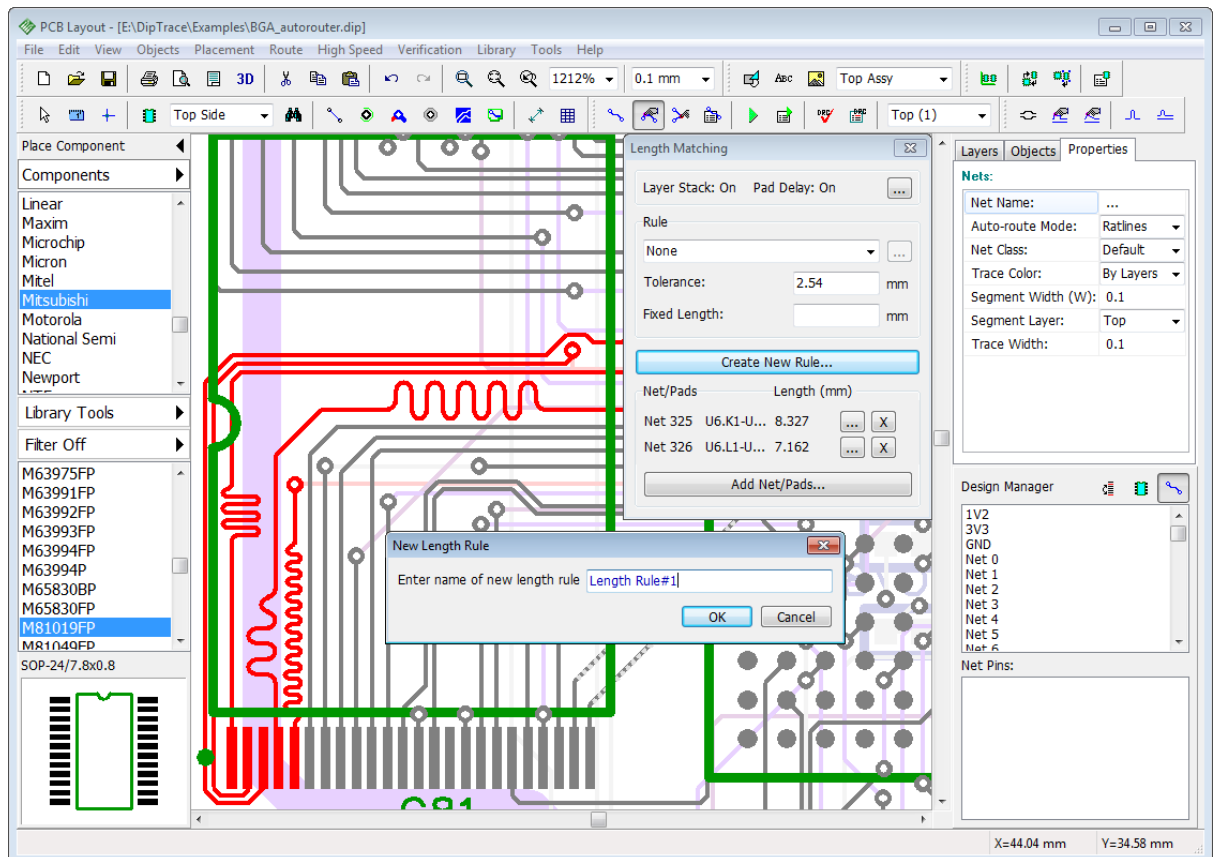 PCB Layout - [E:\DipTrace\Examples\BGA_autorouter.dip]
File Edit View Objects Placement Route High Speed Verification Library Tools Help
3D 1212% 0.1 mm ABC Top Assy
Top Side DRC ERC Top (1)
Place Component
Components
Linear
Maxim
Microchip
Micron
Mitel
Mitsubishi
Motorola
National Semi
NEC
Newport
Library Tools
Filter Off
M63975FP
M63991FP
M63992FP
M63993FP
M63994FP
M63994P
M65830BP
M65830FP
M81019FP
M81049FP
SOP-24/7.8x0.8
Length Matching
Layer Stack: On Pad Delay: On ...
Rule
None ...
Tolerance: 2.54 mm
Fixed Length: mm
Create New Rule...
Net/Pads Length (mm)
Net 325 U6.K1-U... 8.327 ... X
Net 326 U6.L1-U... 7.162 ... X
Add Net/Pads...
New Length Rule
Enter name of new length rule Length Rule#1
OK Cancel
Layers Objects Properties
Nets:
Net Name: ...
Auto-route Mode: Ratlines
Net Class: Default
Trace Color: By Layers
Segment Width (W): 0.1
Segment Layer: Top
Trace Width: 0.1
Design Manager
1V2
3V3
GND
Net 0
Net 1
Net 2
Net 3
Net 4
Net 5
Net 6
Net Pins:
X=44.04 mm Y=34.58 mm